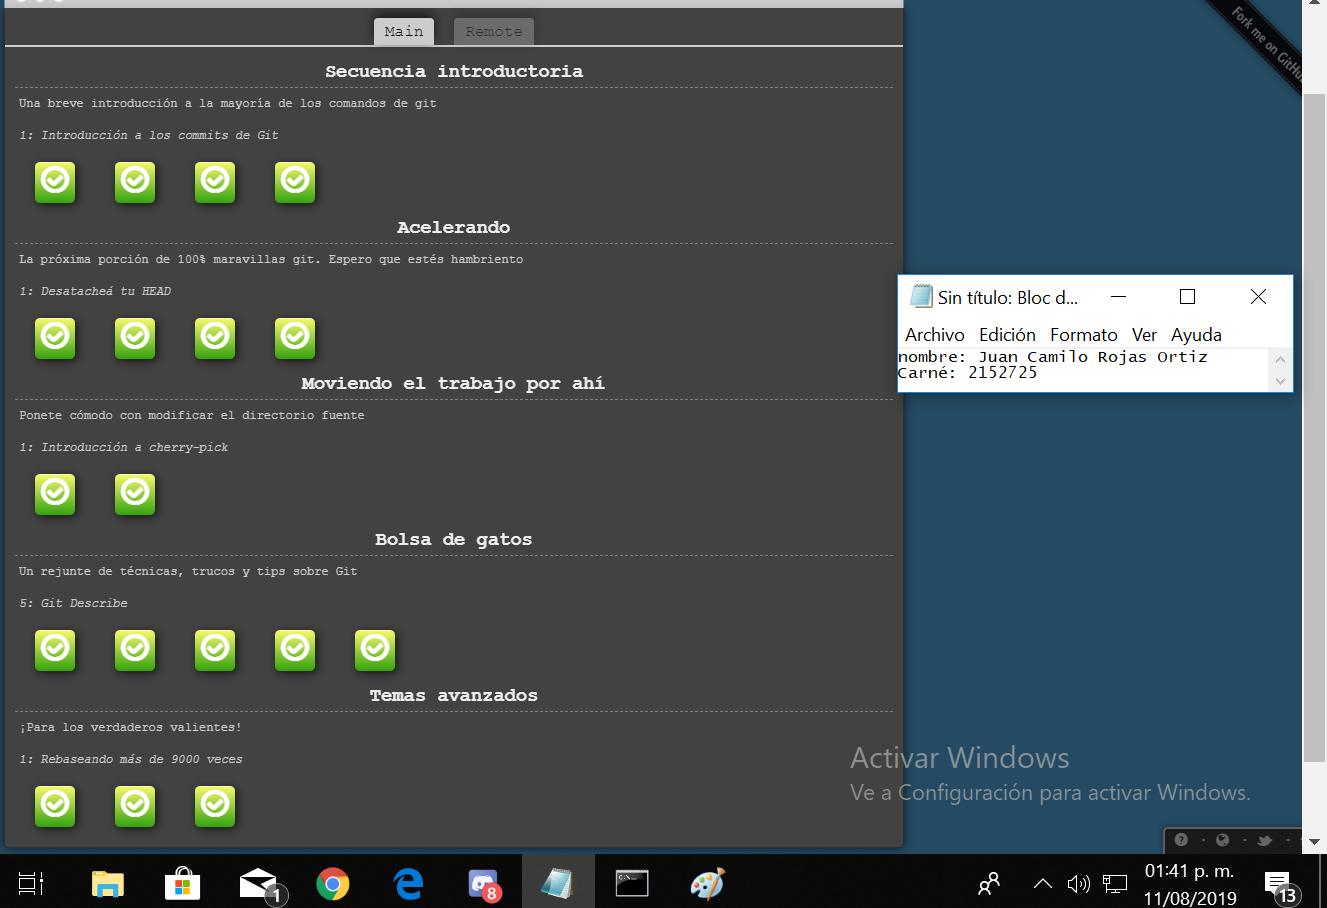 Main Remote
Fork me on GitHu
Secuencia introductoria
Una breve introducción a la mayoría de los comandos de git
1: Introducción a los commits de Git
Acelerando
La próxima porción de 100% maravillas git. Espero que estés hambriento
1: Desatacheá tu HEAD
Moviendo el trabajo por ahí
Ponete cómodo con modificar el directorio fuente
1: Introducción a cherry-pick
Bolsa de gatos
Un rejunte de técnicas, trucos y tips sobre Git
5: Git Describe
Temas avanzados
¡Para los verdaderos valientes!
1: Rebaseando más de 9000 veces
Sin título: Bloc d...
Archivo Edición Formato Ver Ayuda
nombre: Juan Camilo Rojas Ortiz
Carné: 2152725
Activar Windows
Ve a Configuración para activar Windows.
1
8
C:\
01:41 p. m.
11/08/2019
13